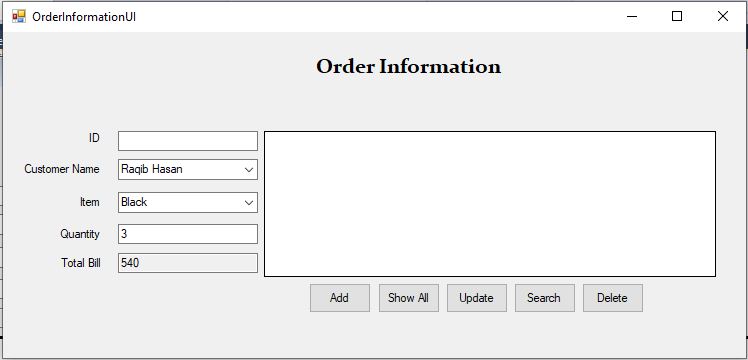 OrderInformationUI
Order Information
ID
Customer Name Raqib Hasan
Item Black
Quantity 3
Total Bill 540
Add Show All Update Search Delete